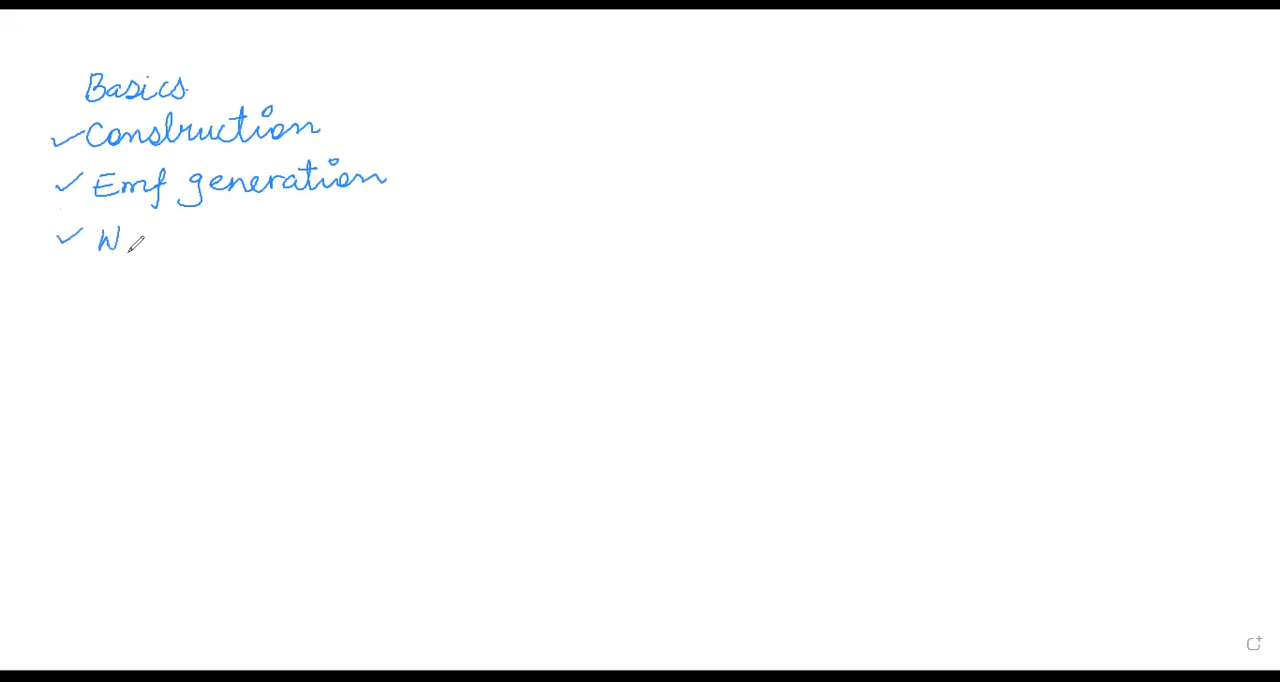 Basics
✓ Construction
✓ Emf generation
✓ W